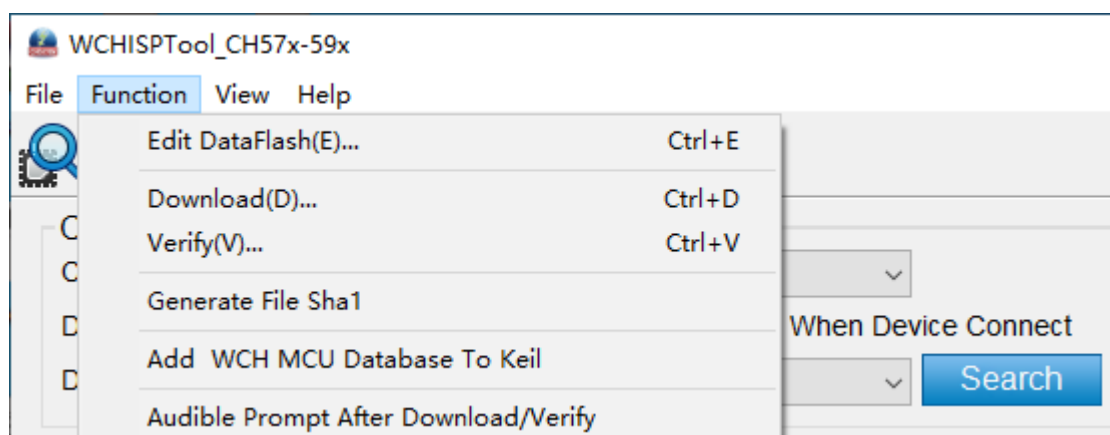 WCHISPTool_CH57x-59x
File Function View Help
Edit DataFlash(E)... Ctrl+E
Download(D)... Ctrl+D
Verify(V)... Ctrl+V
Generate File Sha1
When Device Connect
Add  WCH MCU Database To Keil
Search
Audible Prompt After Download/Verify